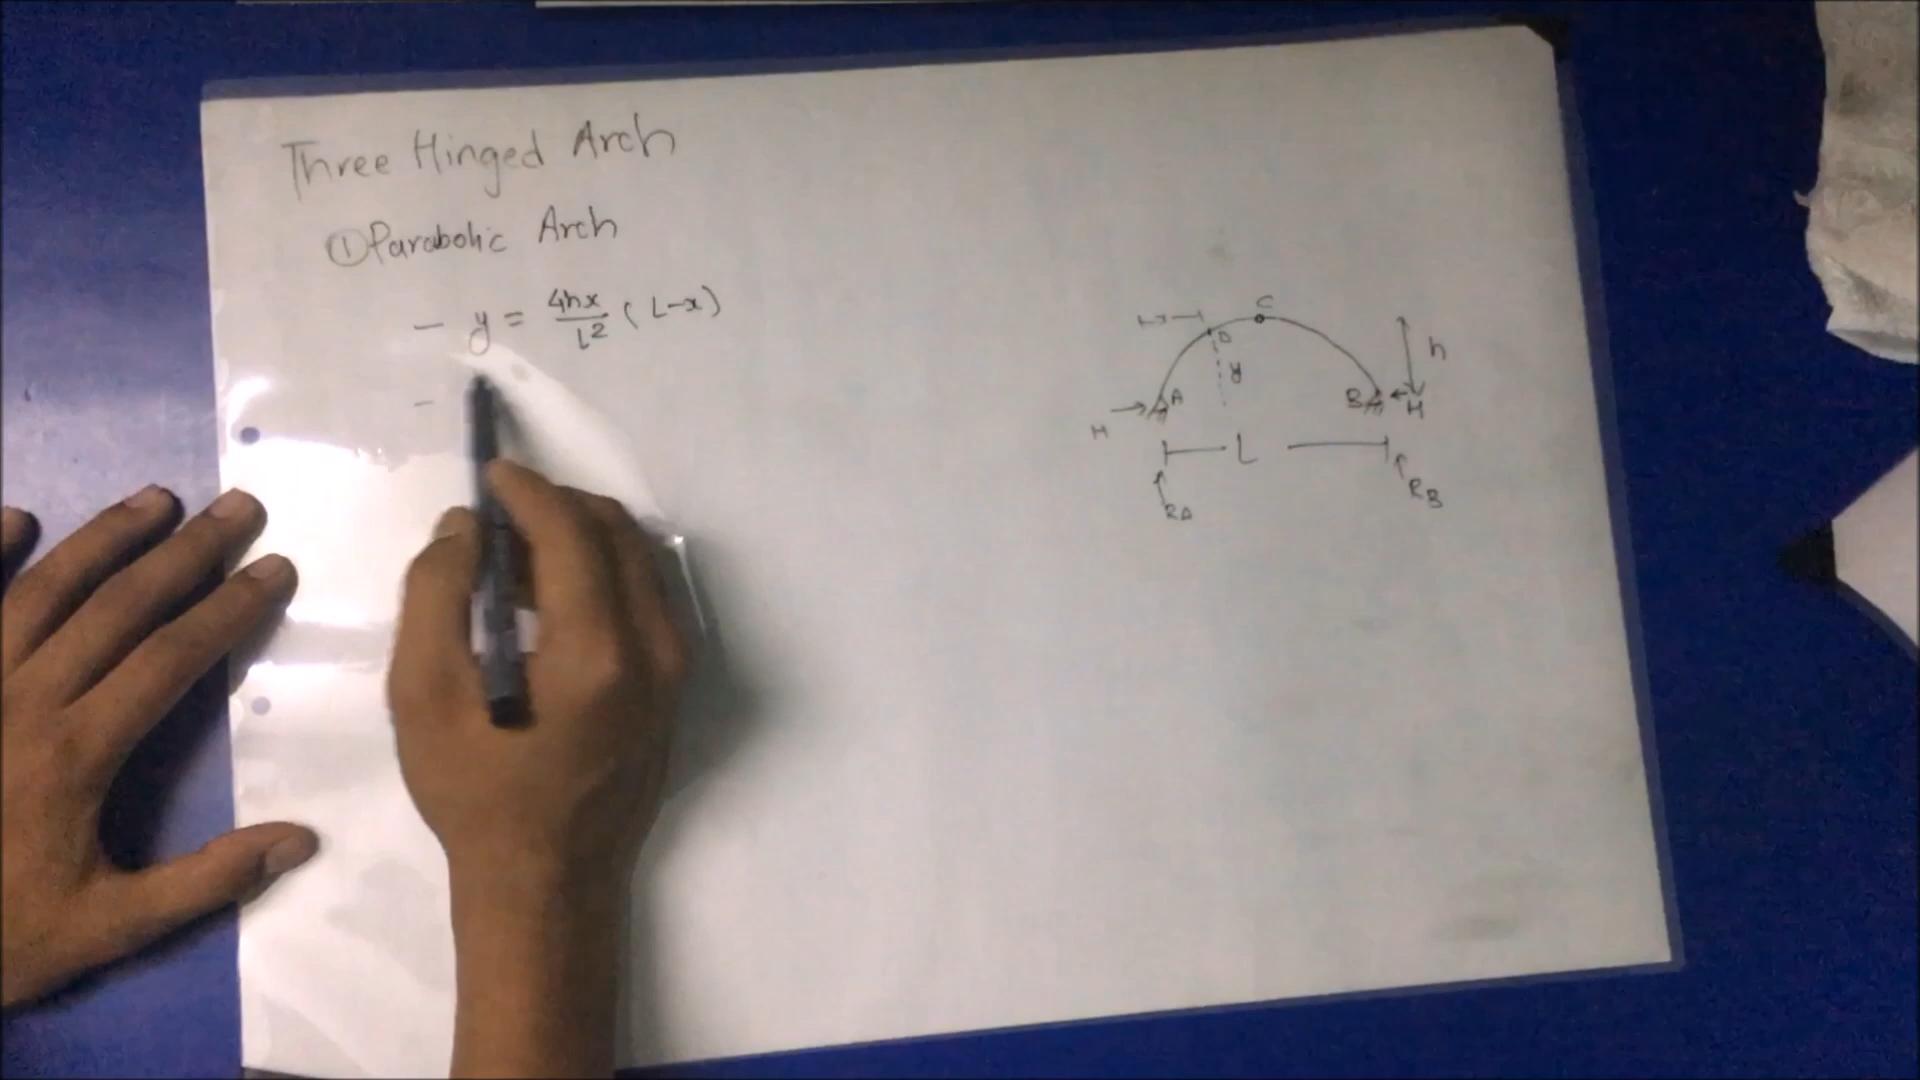 Three Hinged Arch
① Parabolic Arch
- y = 4hx/L² (L-x)
-
C
x
D
y
h
A
B
H
H
L
RA
RB